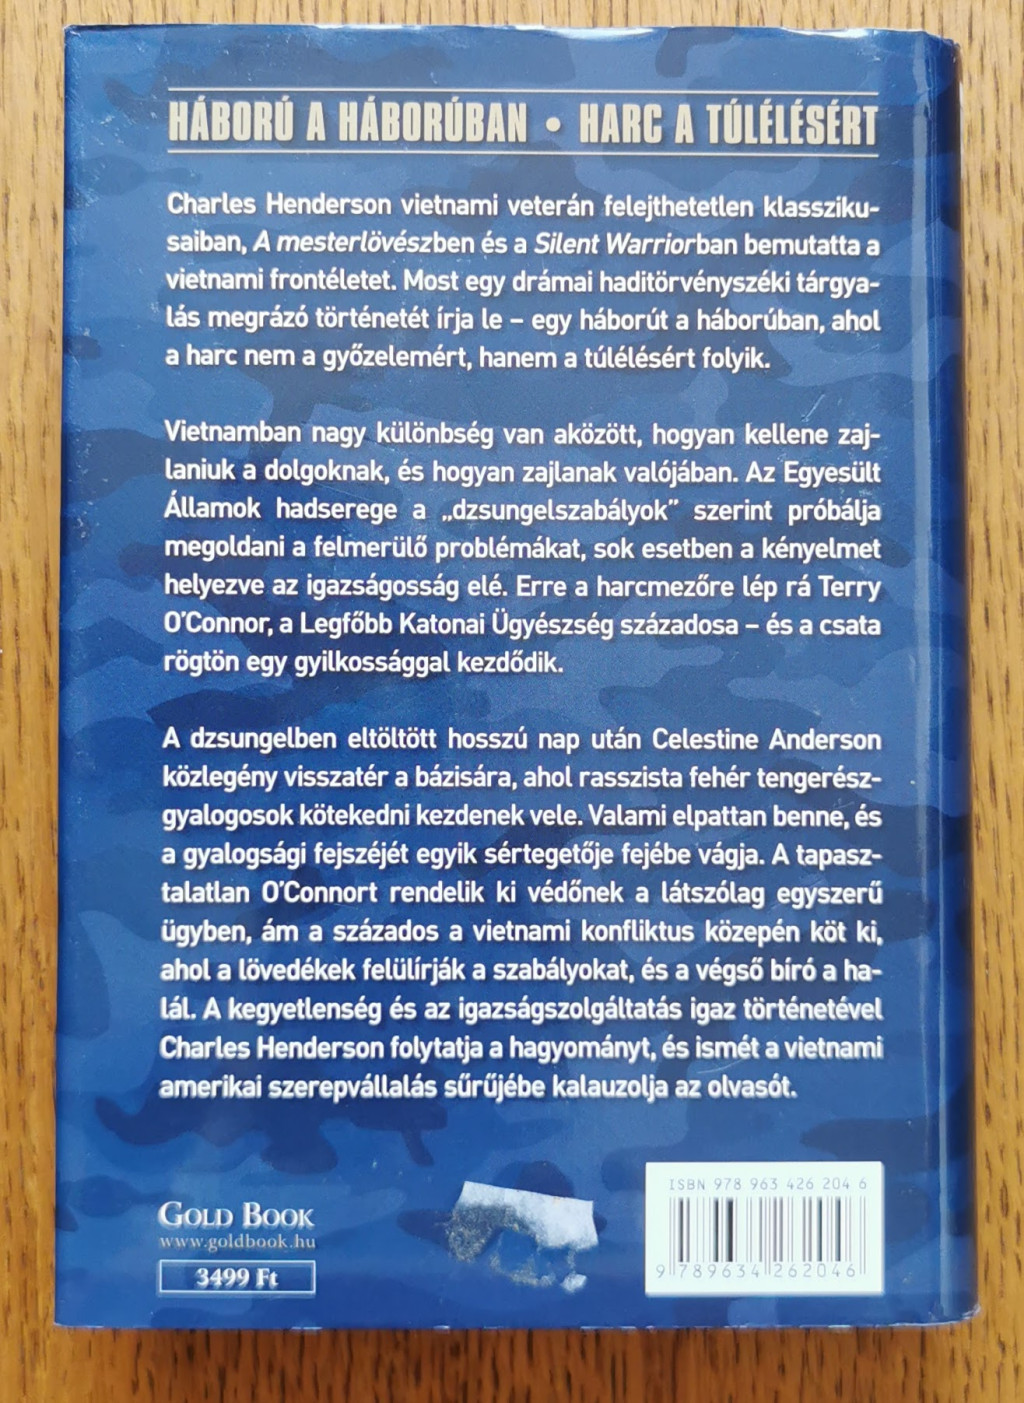 HÁBORÚ A HÁBORÚBAN • HARC A TÚLÉLÉSÉRT
Charles Henderson vietnami veterán felejthetetlen klassziku-
saiban, A mesterlövészben és a Silent Warriorban bemutatta a
vietnami frontéletet. Most egy drámai haditörvényszéki tárgya-
lás megrázó történetét írja le – egy háborút a háborúban, ahol
a harc nem a győzelemért, hanem a túlélésért folyik.
Vietnamban nagy különbség van aközött, hogyan kellene zaj-
laniuk a dolgoknak, és hogyan zajlanak valójában. Az Egyesült
Államok hadserege a „dzsungelszabályok" szerint próbálja
megoldani a felmerülő problémákat, sok esetben a kényelmet
helyezve az igazságosság elé. Erre a harcmezőre lép rá Terry
O'Connor, a Legfőbb Katonai Ügyészség századosa – és a csata
rögtön egy gyilkossággal kezdődik.
A dzsungelben eltöltött hosszú nap után Celestine Anderson
közlegény visszatér a bázisára, ahol rasszista fehér tengerész-
gyalogosok kötekedni kezdenek vele. Valami elpattan benne, és
a gyalogsági fejszéjét egyik sértegetője fejébe vágja. A tapasz-
talatlan O'Connort rendelik ki védőnek a látszólag egyszerű
ügyben, ám a százados a vietnami konfliktus közepén köt ki,
ahol a lövedékek felülírják a szabályokat, és a végső bíró a ha-
lál. A kegyetlenség és az igazságszolgáltatás igaz történetével
Charles Henderson folytatja a hagyományt, és ismét a vietnami
amerikai szerepvállalás sűrűjébe kalauzolja az olvasót.
ISBN 978 963 426 204 6
GOLD BOOK
www.goldbook.hu
3499 Ft
9 789634 262046